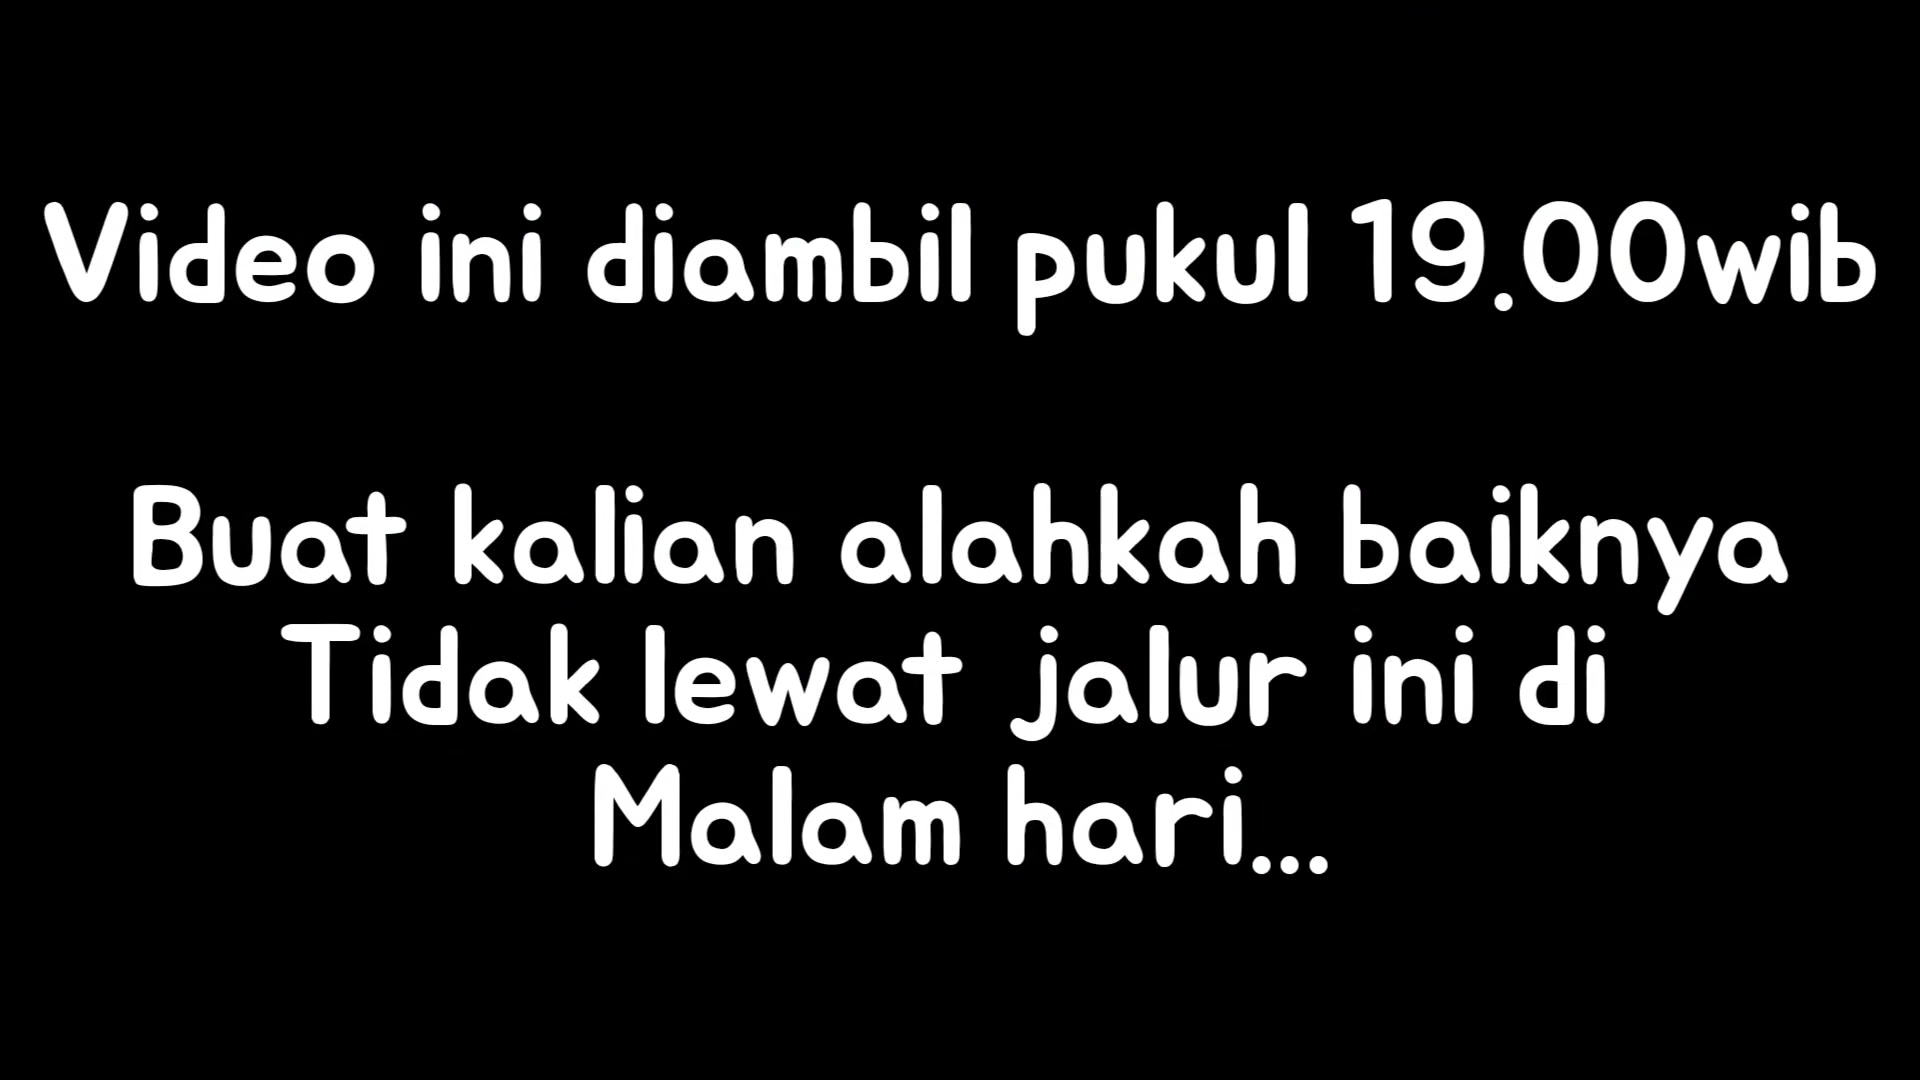 Video ini diambil pukul 19.00wib
Buat kalian alahkah baiknya
Tidak lewat jalur ini di
Malam hari...